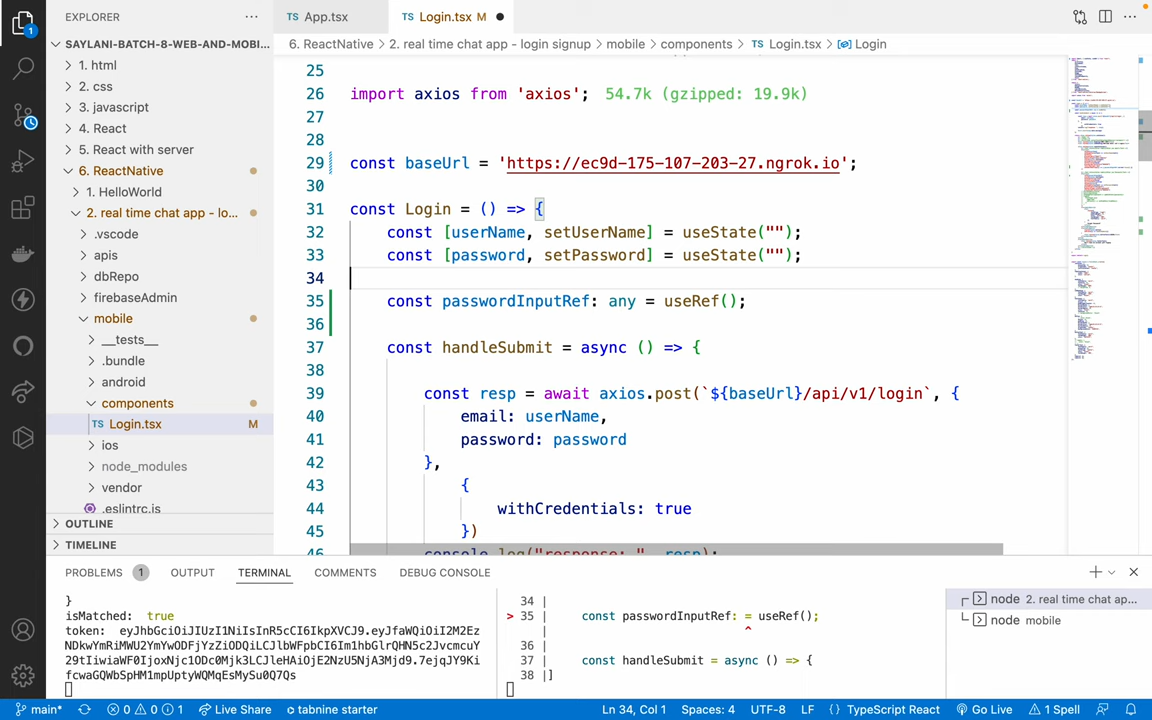 EXPLORER
App.tsx
Login.tsx M
SAYLANI-BATCH-8-WEB-AND-MOBI...
6. ReactNative > 2. real time chat app - login signup > mobile > components > TS Login.tsx > Login
1. html
2. css
3. javascript
4. React
5. React with server
6. ReactNative
1. HelloWorld
2. real time chat app - lo...
.vscode
apis
dbRepo
firebaseAdmin
mobile
__tests__
.bundle
android
components
TS Login.tsx M
ios
node_modules
vendor
.eslintrc.js
OUTLINE
TIMELINE
25
26 import axios from 'axios'; 54.7k (gzipped: 19.9k)
27
28
29 const baseUrl = 'https://ec9d-175-107-203-27.ngrok.io';
30
31 const Login = () => {
32 const [userName, setUserName] = useState("");
33 const [password, setPassword] = useState("");
34
35 const passwordInputRef: any = useRef();
36
37 const handleSubmit = async () => {
38
39 const resp = await axios.post(`${baseUrl}/api/v1/login`, {
40 email: userName,
41 password: password
42 },
43 {
44 withCredentials: true
45 })
46 console.log("response: ", resp);
PROBLEMS 1 OUTPUT TERMINAL COMMENTS DEBUG CONSOLE
}
isMatched: true
token: eyJhbGciOiJIUzI1NiIsInR5cCI6IkpXVCJ9.eyJfaWQiOiI2M2Ez
NDkwYmRiMWU2YmYwODFjYzZiODQiLCJlbWFpbCI6Im1hbGlrQHN5c2Jvcmcu Y
29tIiwiaWF0IjoxNjc1ODc0Mjk3LCJleHAiOjE2NzU5NjA3Mjd9.7ejqJY9Ki
fcwaGQWbSpHM1mpUptyWQMqEsMySu0Q7Qs
34 |
> 35 | const passwordInputRef: = useRef();
| ^
36 |
37 | const handleSubmit = async () => {
38 |]
node 2. real time chat ap...
node mobile
main* 0 0 1 Live Share tabnine starter Ln 34, Col 1 Spaces: 4 UTF-8 LF {} TypeScript React Go Live 1 Spell